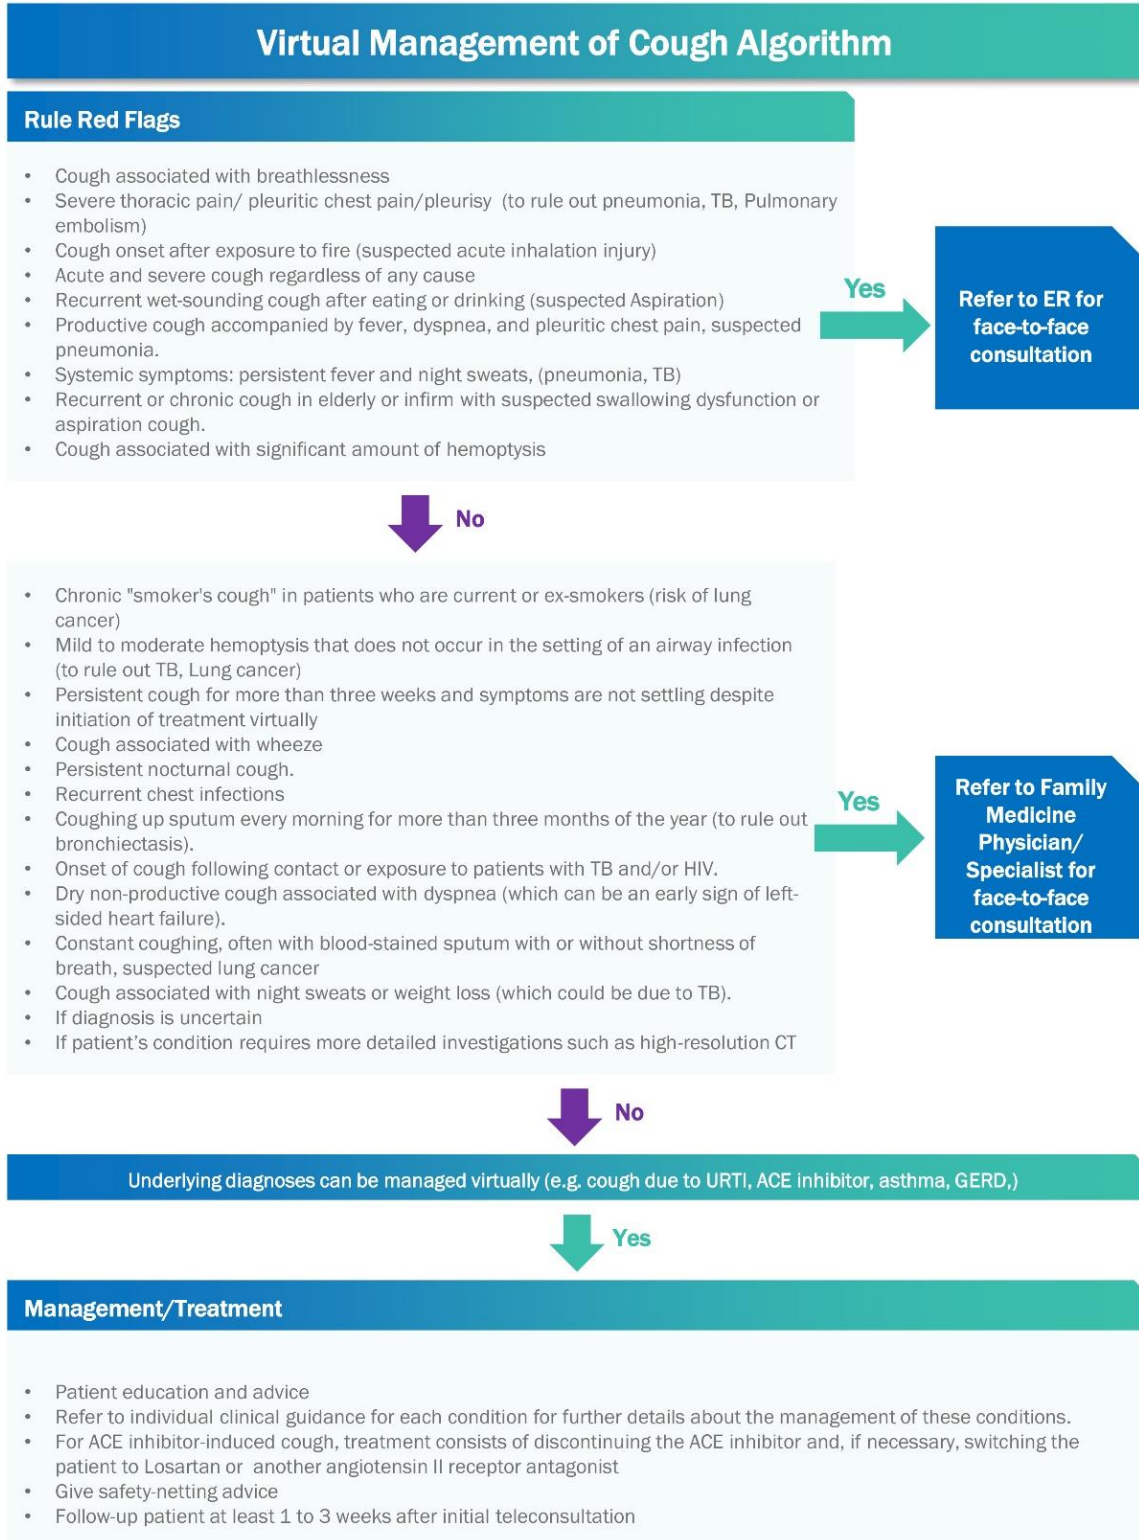 Virtual Management of Cough Algorithm
Rule Red Flags
• Cough associated with breathlessness
• Severe thoracic pain/ pleuritic chest pain/pleurisy (to rule out pneumonia, TB, Pulmonary
embolism)
• Cough onset after exposure to fire (suspected acute inhalation injury)
• Acute and severe cough regardless of any cause
• Recurrent wet-sounding cough after eating or drinking (suspected Aspiration)
• Productive cough accompanied by fever, dyspnea, and pleuritic chest pain, suspected
pneumonia.
• Systemic symptoms: persistent fever and night sweats, (pneumonia, TB)
• Recurrent or chronic cough in elderly or infirm with suspected swallowing dysfunction or
aspiration cough.
• Cough associated with significant amount of hemoptysis
Yes
Refer to ER for
face-to-face
consultation
No
• Chronic "smoker's cough" in patients who are current or ex-smokers (risk of lung
cancer)
• Mild to moderate hemoptysis that does not occur in the setting of an airway infection
(to rule out TB, Lung cancer)
• Persistent cough for more than three weeks and symptoms are not settling despite
initiation of treatment virtually
• Cough associated with wheeze
• Persistent nocturnal cough.
• Recurrent chest infections
• Coughing up sputum every morning for more than three months of the year (to rule out
bronchiectasis).
• Onset of cough following contact or exposure to patients with TB and/or HIV.
• Dry non-productive cough associated with dyspnea (which can be an early sign of left-
sided heart failure).
• Constant coughing, often with blood-stained sputum with or without shortness of
breath, suspected lung cancer
• Cough associated with night sweats or weight loss (which could be due to TB).
• If diagnosis is uncertain
• If patient's condition requires more detailed investigations such as high-resolution CT
Yes
Refer to Family
Medicine
Physician/
Specialist for
face-to-face
consultation
No
Underlying diagnoses can be managed virtually (e.g. cough due to URTI, ACE inhibitor, asthma, GERD,)
Yes
Management/Treatment
• Patient education and advice
• Refer to individual clinical guidance for each condition for further details about the management of these conditions.
• For ACE inhibitor-induced cough, treatment consists of discontinuing the ACE inhibitor and, if necessary, switching the
patient to Losartan or another angiotensin II receptor antagonist
• Give safety-netting advice
• Follow-up patient at least 1 to 3 weeks after initial teleconsultation